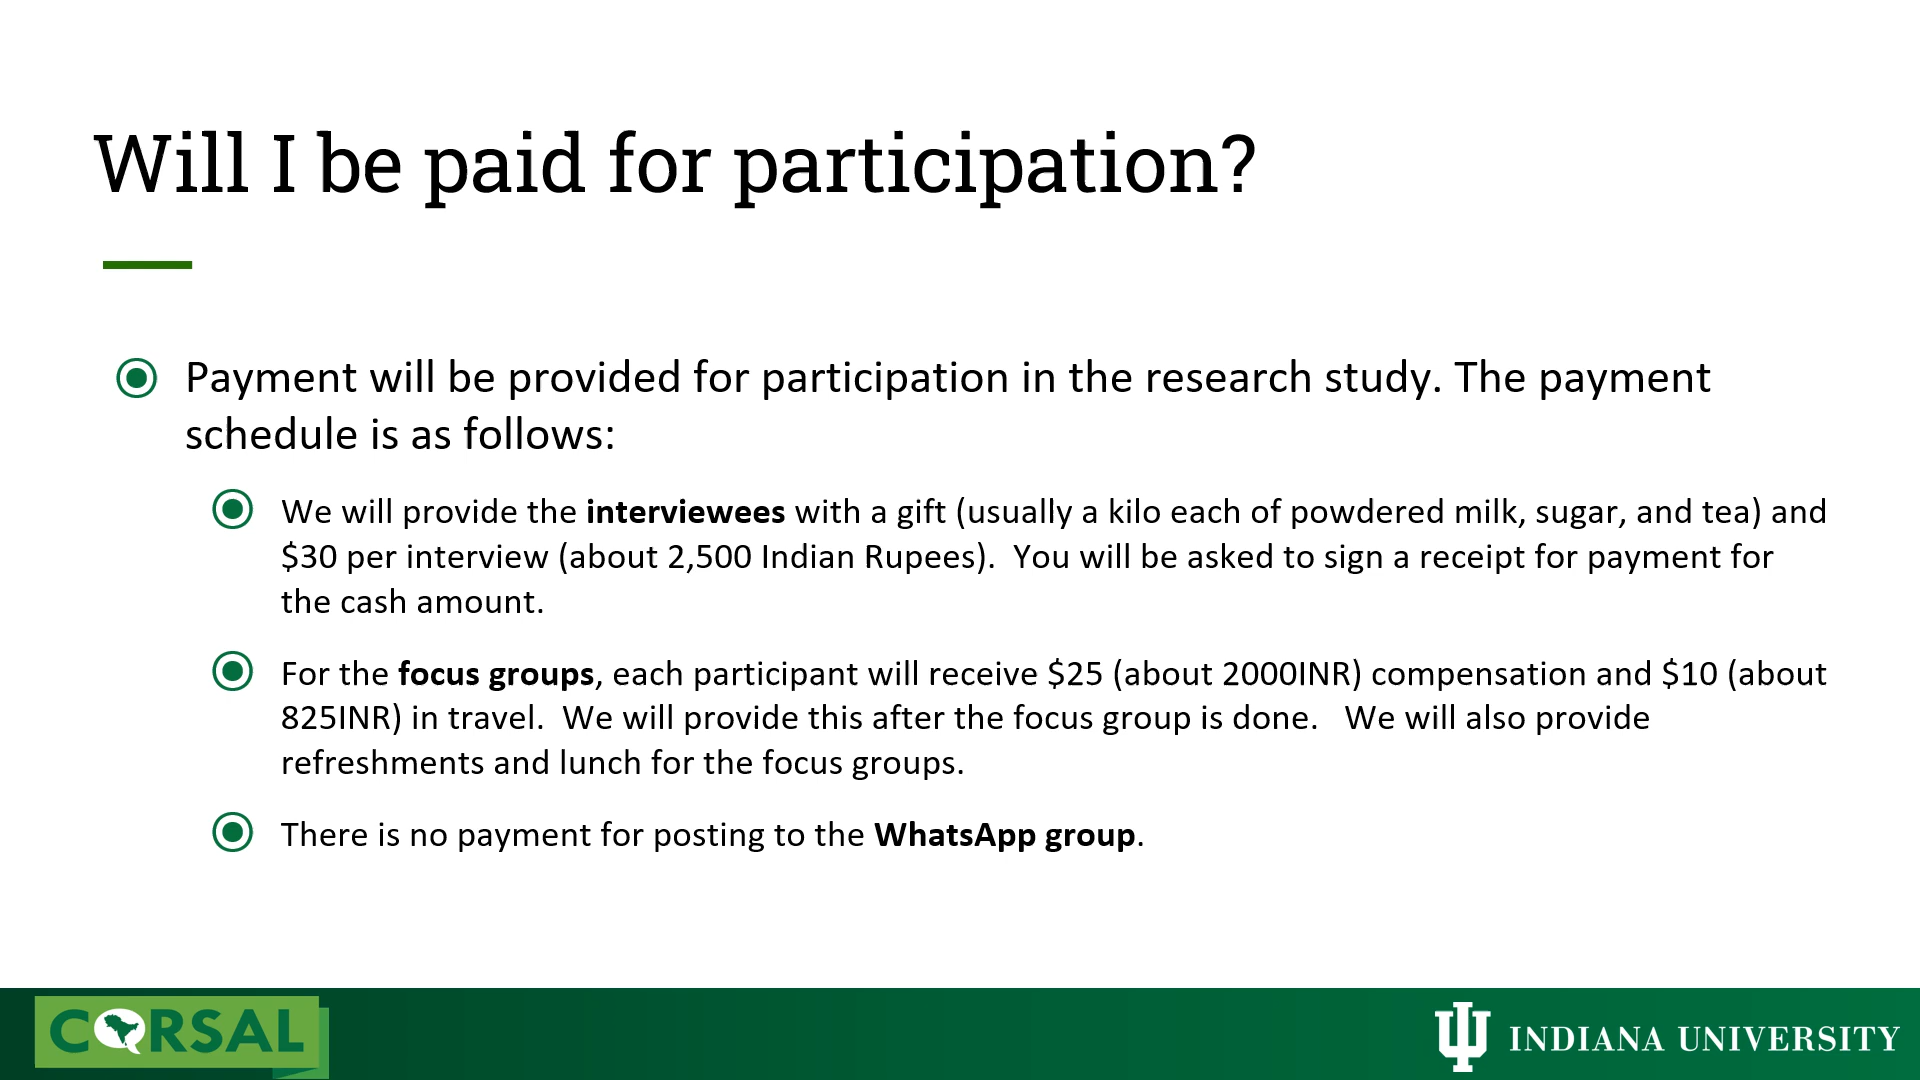 Will I be paid for participation?
Payment will be provided for participation in the research study. The payment
schedule is as follows:
We will provide the interviewees with a gift (usually a kilo each of powdered milk, sugar, and tea) and
$30 per interview (about 2,500 Indian Rupees).  You will be asked to sign a receipt for payment for
the cash amount.
For the focus groups, each participant will receive $25 (about 2000INR) compensation and $10 (about
825INR) in travel.  We will provide this after the focus group is done.   We will also provide
refreshments and lunch for the focus groups.
There is no payment for posting to the WhatsApp group.
CORSAL
INDIANA UNIVERSITY